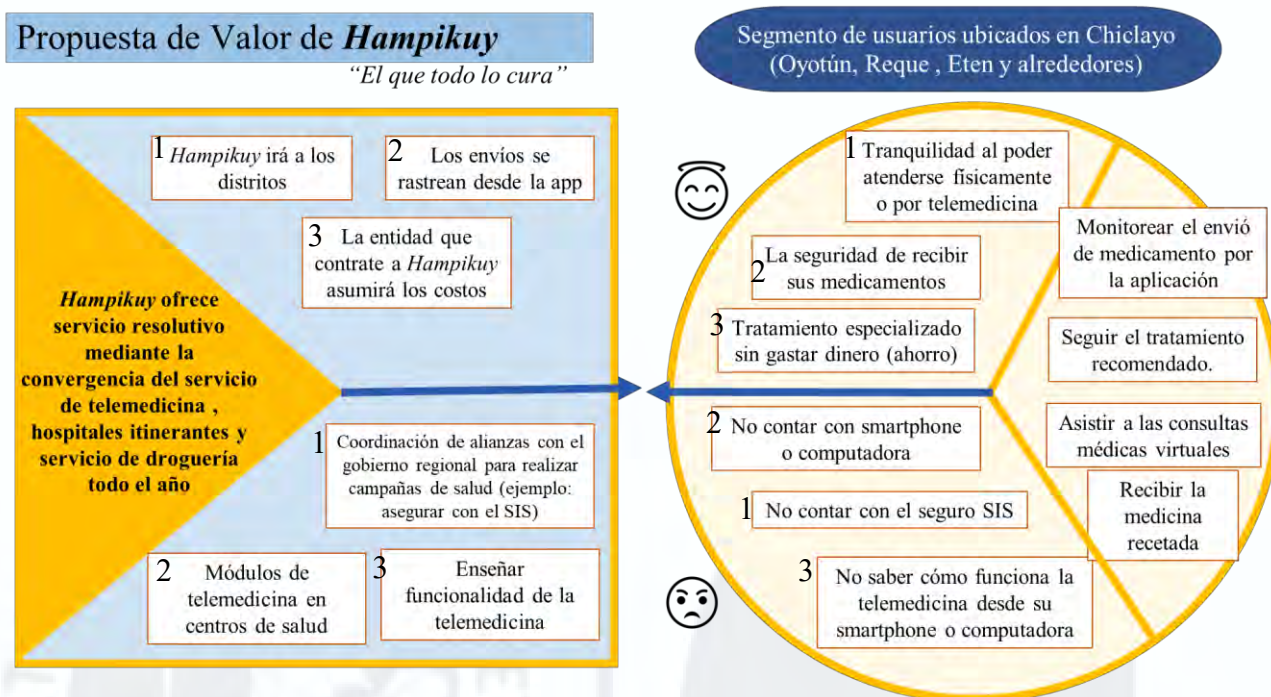 Propuesta de Valor de Hampikuy
“El que todo lo cura”
1 Hampikuy irá a los
distritos
2 Los envíos se
rastrean desde la app
3 La entidad que
contrate a Hampikuy
asumirá los costos
Hampikuy ofrece
servicio resolutivo
mediante la
convergencia del servicio
de telemedicina ,
hospitales itinerantes y
servicio de droguería
todo el año
1 Coordinación de alianzas con el
gobierno regional para realizar
campañas de salud (ejemplo:
asegurar con el SIS)
2 Módulos de
telemedicina en
centros de salud
3 Enseñar
funcionalidad de la
telemedicina
Segmento de usuarios ubicados en Chiclayo
(Oyotún, Reque , Eten y alrededores)
1 Tranquilidad al poder
atenderse físicamente
o por telemedicina
2 La seguridad de recibir
sus medicamentos
3 Tratamiento especializado
sin gastar dinero (ahorro)
Monitorear el envió
de medicamento por
la aplicación
Seguir el tratamiento
recomendado.
Asistir a las consultas
médicas virtuales
Recibir la
medicina
recetada
2 No contar con smartphone
o computadora
1 No contar con el seguro SIS
3 No saber cómo funciona la
telemedicina desde su
smartphone o computadora